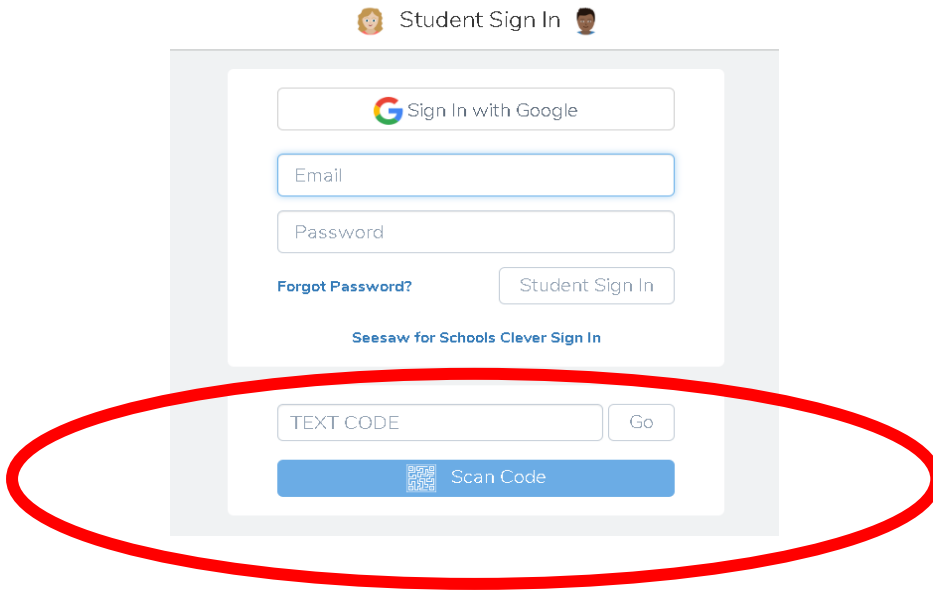 Student Sign In
Sign In with Google
Email
Password
Forgot Password? Student Sign In
Seesaw for Schools Clever Sign In
TEXT CODE Go
Scan Code